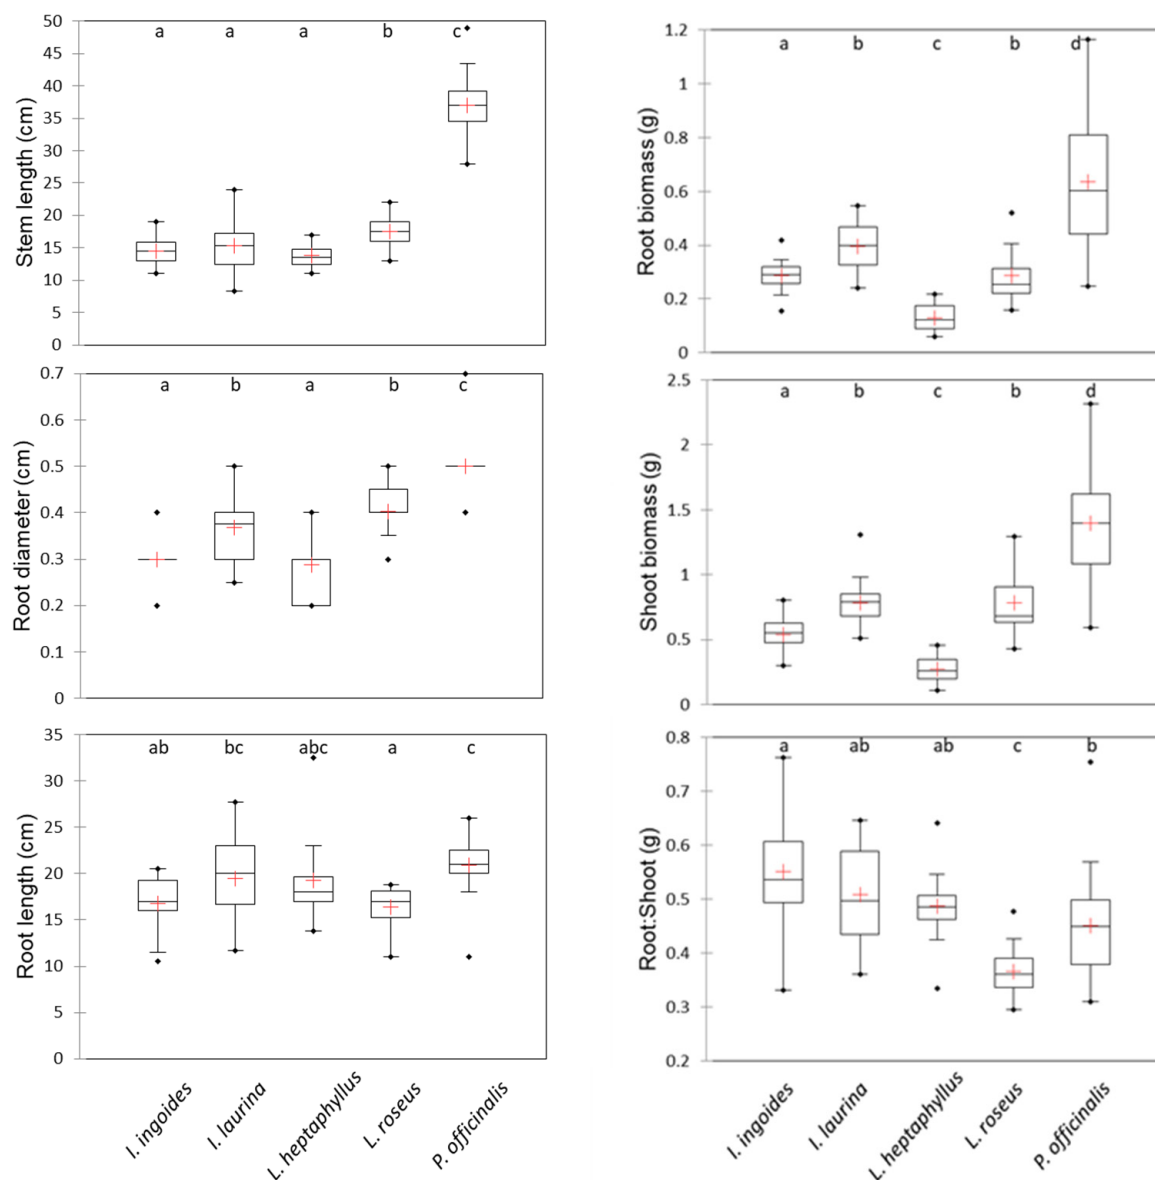 Stem length (cm)
50
45
40
35
30
25
20
15
10
5
0
a a a b c
Root biomass (g)
1.2
1
0.8
0.6
0.4
0.2
0
a b c b d
Root diameter (cm)
0.7
0.6
0.5
0.4
0.3
0.2
0.1
0
a b a b c
Shoot biomass (g)
2.5
2
1.5
1
0.5
0
a b c b d
Root length (cm)
35
30
25
20
15
10
5
0
ab bc abc a c
I. ingoides
I. laurina
L. heptaphyllus
L. roseus
P. officinalis
Root:Shoot (g)
0.8
0.7
0.6
0.5
0.4
0.3
0.2
a ab ab c b
I. ingoides
I. laurina
L. heptaphyllus
L. roseus
P. officinalis